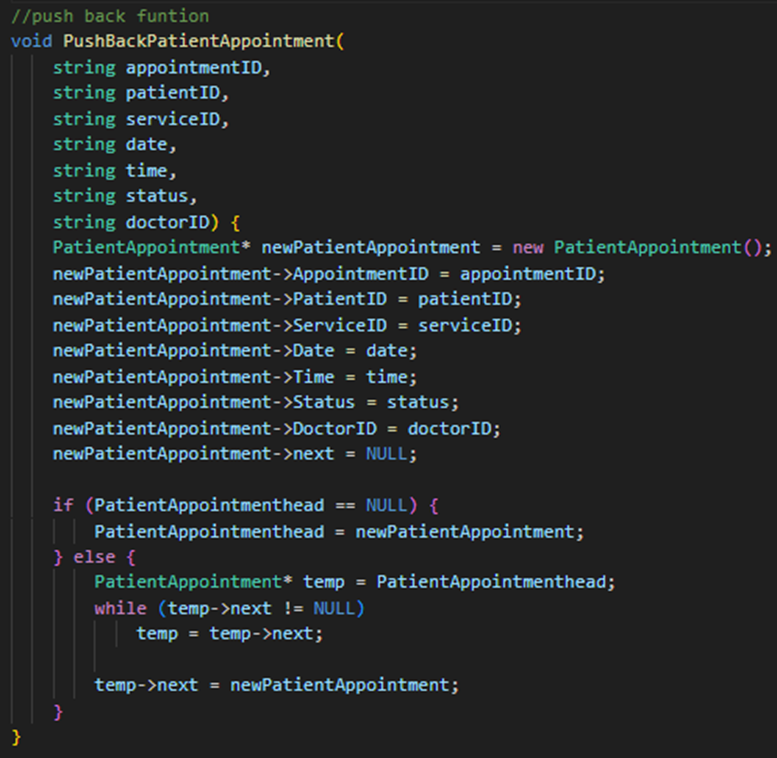 //push back funtion
void PushBackPatientAppointment(
    string appointmentID,
    string patientID,
    string serviceID,
    string date,
    string time,
    string status,
    string doctorID) {
    PatientAppointment* newPatientAppointment = new PatientAppointment();
    newPatientAppointment->AppointmentID = appointmentID;
    newPatientAppointment->PatientID = patientID;
    newPatientAppointment->ServiceID = serviceID;
    newPatientAppointment->Date = date;
    newPatientAppointment->Time = time;
    newPatientAppointment->Status = status;
    newPatientAppointment->DoctorID = doctorID;
    newPatientAppointment->next = NULL;

    if (PatientAppointmenthead == NULL) {
        PatientAppointmenthead = newPatientAppointment;
    } else {
        PatientAppointment* temp = PatientAppointmenthead;
        while (temp->next != NULL)
            temp = temp->next;

        temp->next = newPatientAppointment;
    }
}